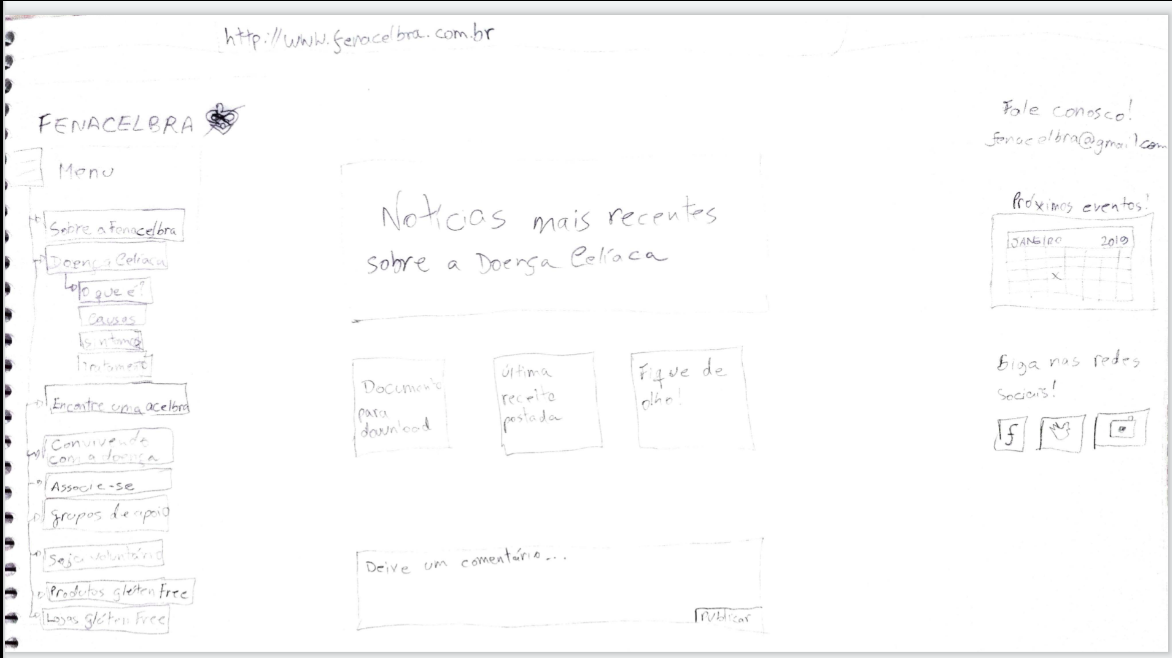 http://www.fenacelbra.com.br
FENACELBRA
Menu
Sobre a Fenacelbra
Doença Celíaca
O que é?
Causas
Sintomas
Encontre uma acelbra
Convivendo
com a doença
Associe-se
grupos de apoio
Seja voluntário
Produtos glúten Free
Lojas glúten Free
Notícias mais recentes
sobre a Doença Celíaca
Documento
para
download
última
receita
postada
Fique de
olho!
Deixe um comentário...
Publicar
Fale conosco!
fenacelbra@gmail.com
Próximos eventos!
JANEIRO 2019
x
Siga nas redes
sociais!
f